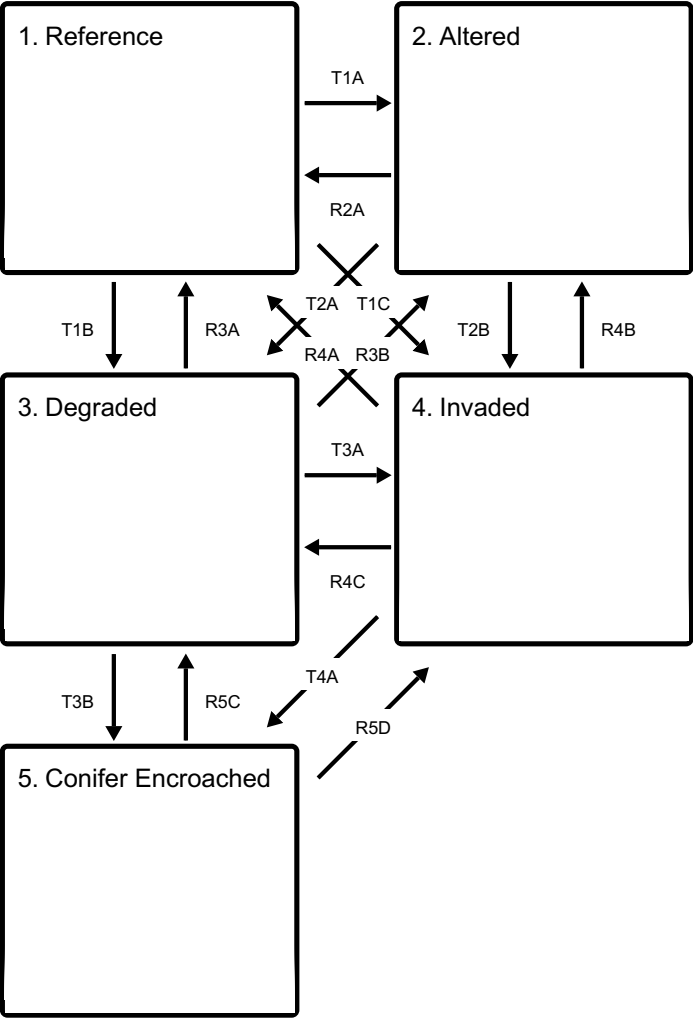 1. Reference
2. Altered
T1A
R2A
T2A
T1C
T1B
R3A
T2B
R4B
R4A
R3B
3. Degraded
4. Invaded
T3A
R4C
T4A
T3B
R5C
R5D
5. Conifer Encroached